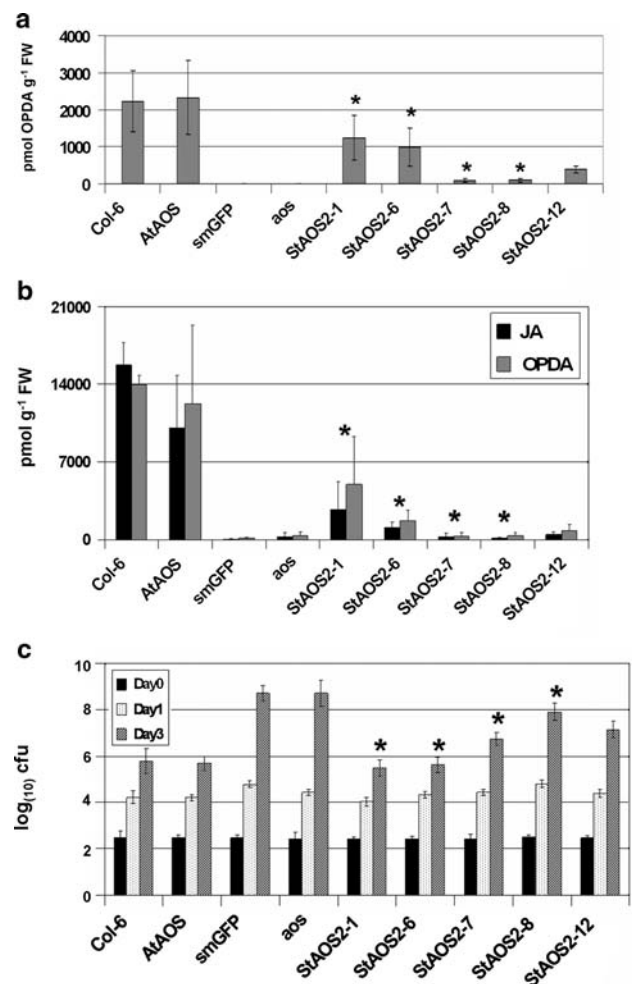 a
pmol OPDA g⁻¹ FW
4000
3000
2000
1000
0
* * * *
Col-6 AtAOS smGFP aos StAOS2-1 StAOS2-6 StAOS2-7 StAOS2-8 StAOS2-12
b
pmol g⁻¹ FW
21000
14000
7000
0
JA
OPDA
* * * *
Col-6 AtAOS smGFP aos StAOS2-1 StAOS2-6 StAOS2-7 StAOS2-8 StAOS2-12
c
log(10) cfu
10
8
6
4
2
0
Day0
Day1
Day3
* * * *
Col-6 AtAOS smGFP aos StAOS2-1 StAOS2-6 StAOS2-7 StAOS2-8 StAOS2-12